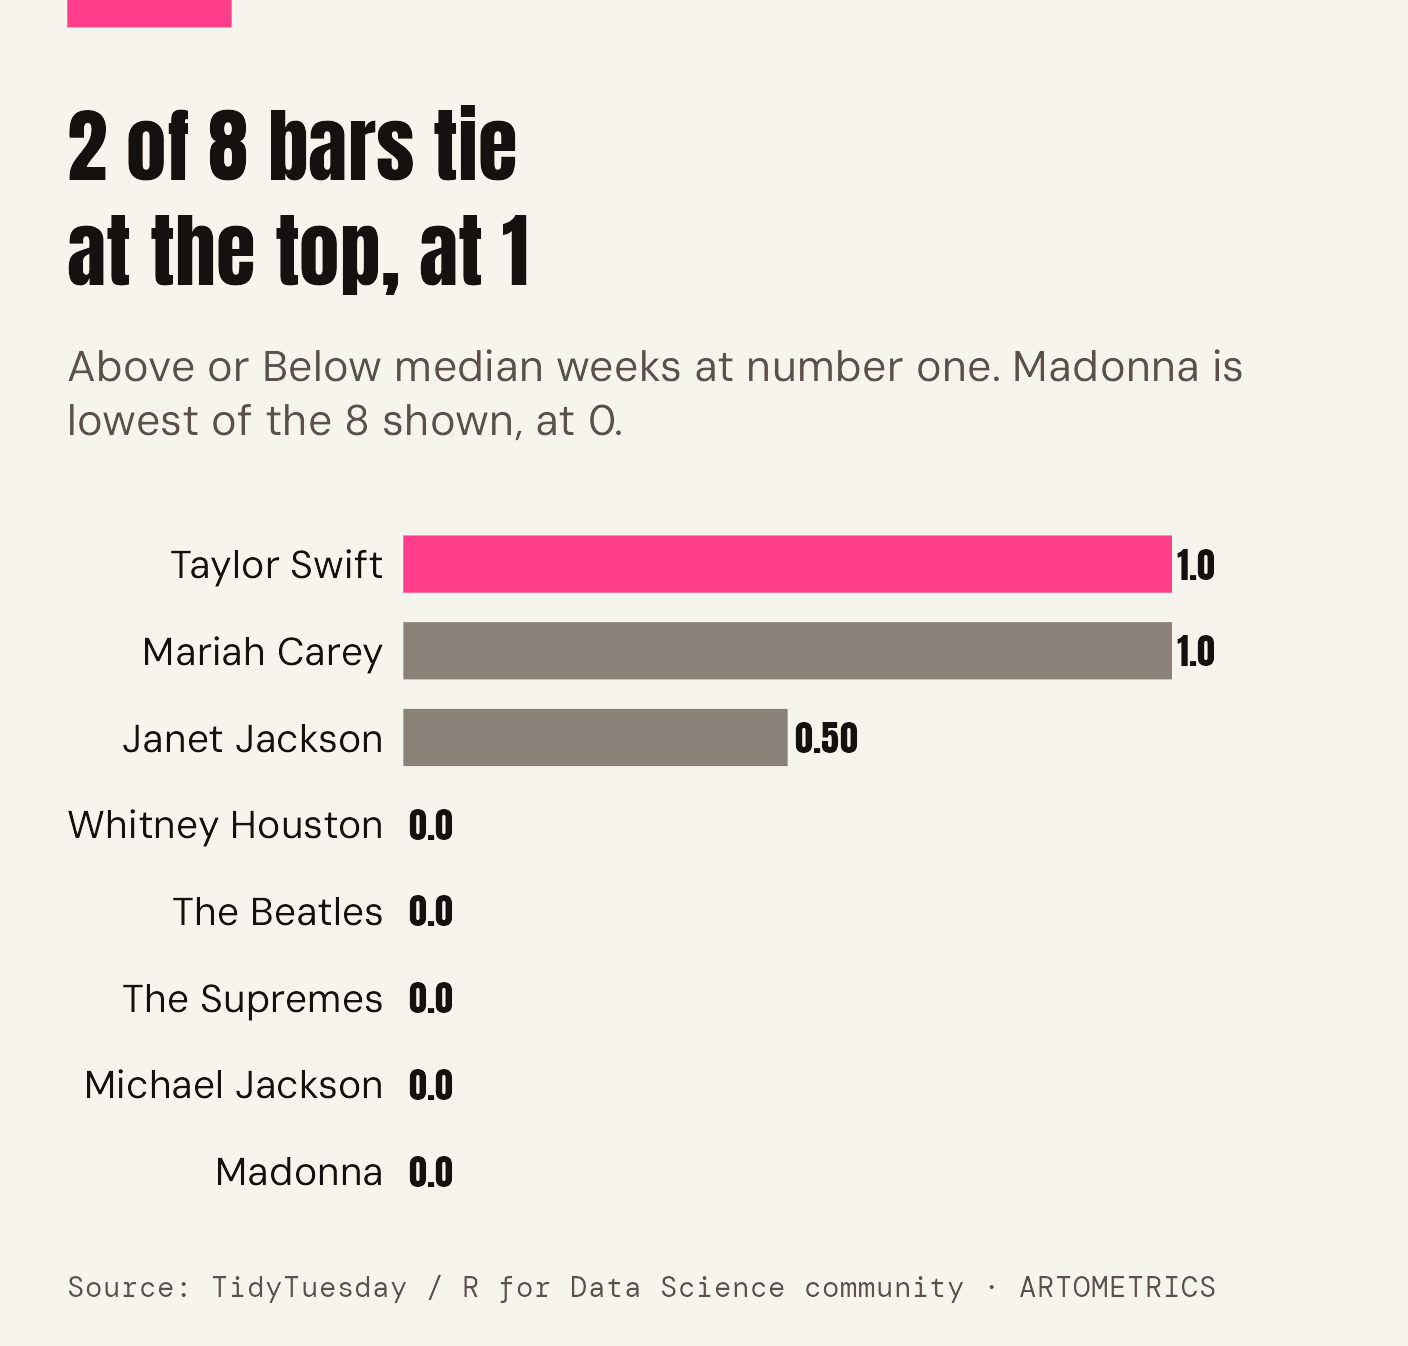 2 of 8 bars tie
at the top, at 1
Above or Below median weeks at number one. Madonna is
lowest of the 8 shown, at 0.
Taylor Swift 1.0
Mariah Carey 1.0
Janet Jackson 0.50
Whitney Houston 0.0
The Beatles 0.0
The Supremes 0.0
Michael Jackson 0.0
Madonna 0.0
Source: TidyTuesday / R for Data Science community · ARTOMETRICS